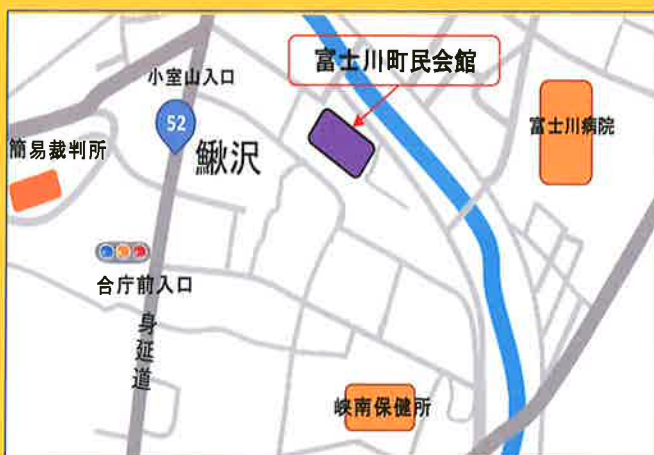 富士川町民会館
小室山入口
52
富士川病院
簡易裁判所
鰍沢
合庁前入口
身延道
峡南保健所